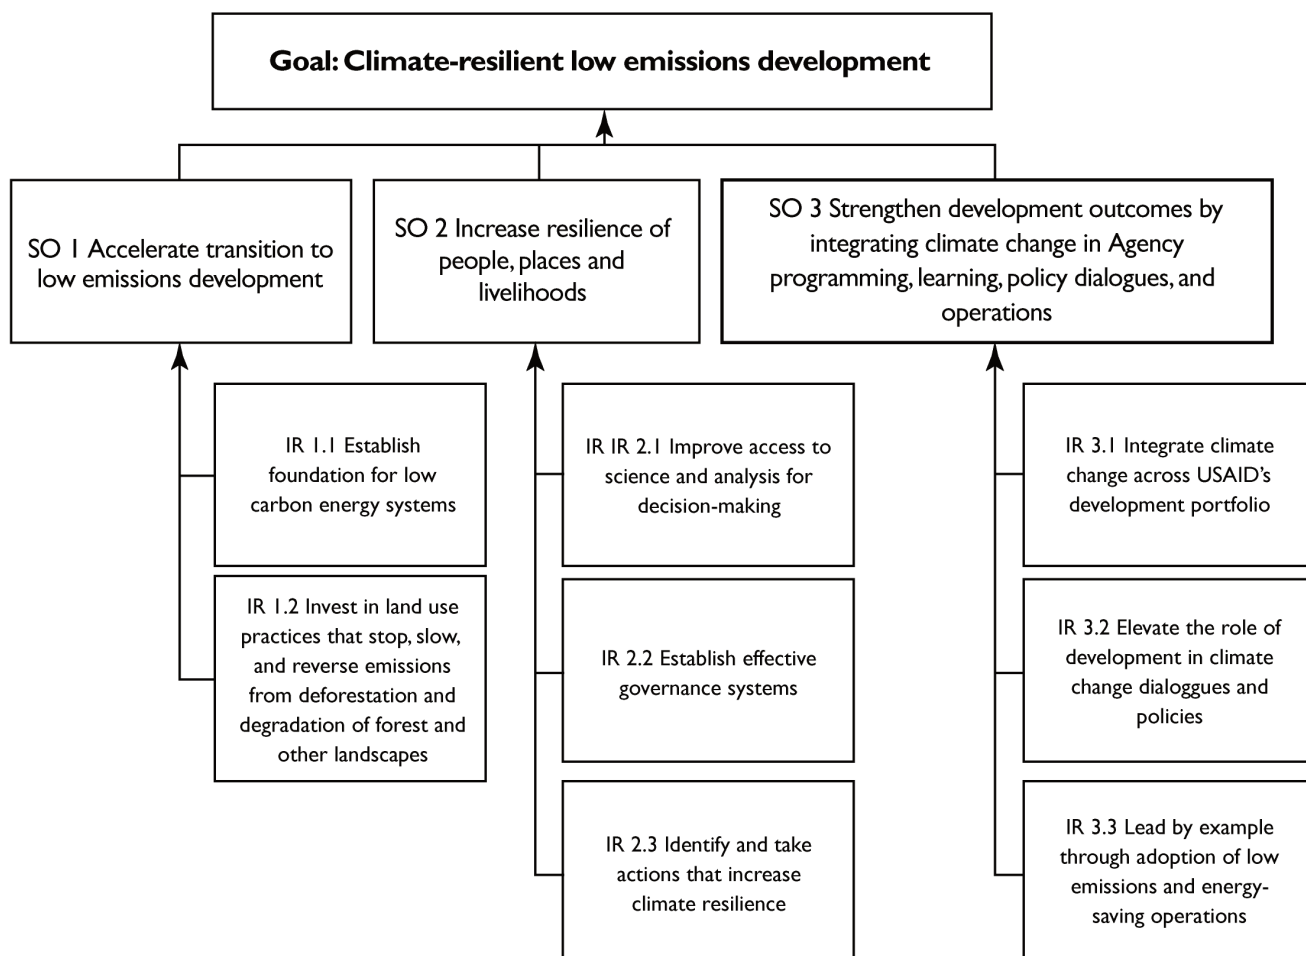 Goal: Climate-resilient low emissions development
SO 1 Accelerate transition to
low emissions development
SO 2 Increase resilience of
people, places and
livelihoods
SO 3 Strengthen development outcomes by
integrating climate change in Agency
programming, learning, policy dialogues, and
operations
IR 1.1 Establish
foundation for low
carbon energy systems
IR 1.2 Invest in land use
practices that stop, slow,
and reverse emissions
from deforestation and
degradation of forest and
other landscapes
IR IR 2.1 Improve access to
science and analysis for
decision-making
IR 2.2 Establish effective
governance systems
IR 2.3 Identify and take
actions that increase
climate resilience
IR 3.1 Integrate climate
change across USAID’s
development portfolio
IR 3.2 Elevate the role of
development in climate
change dialoggues and
policies
IR 3.3 Lead by example
through adoption of low
emissions and energy-
saving operations